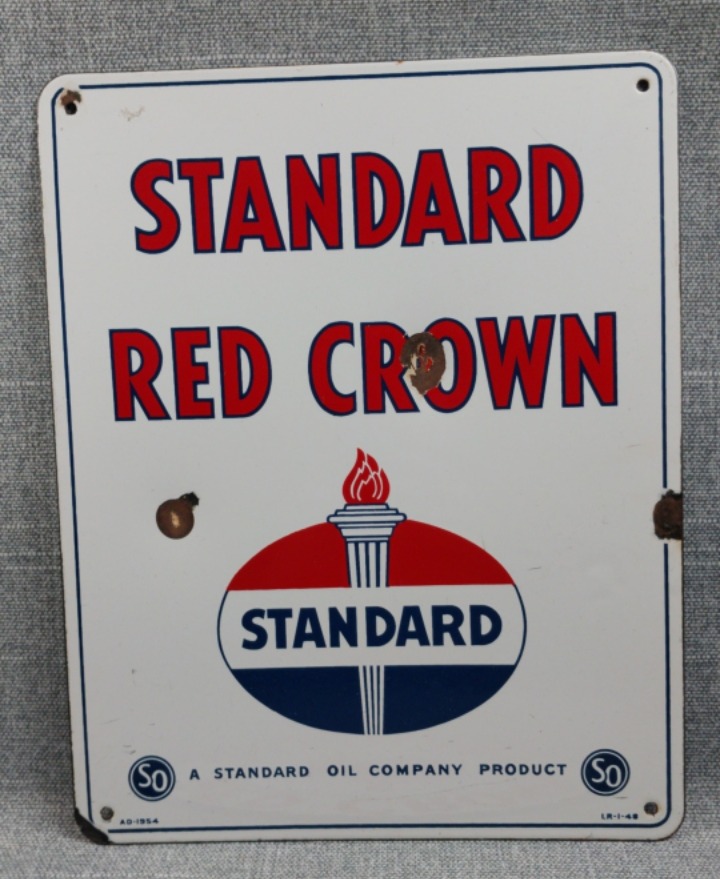 STANDARD
RED CROWN
STANDARD
SO A STANDARD OIL COMPANY PRODUCT SO
AO-1954 LR-1-48